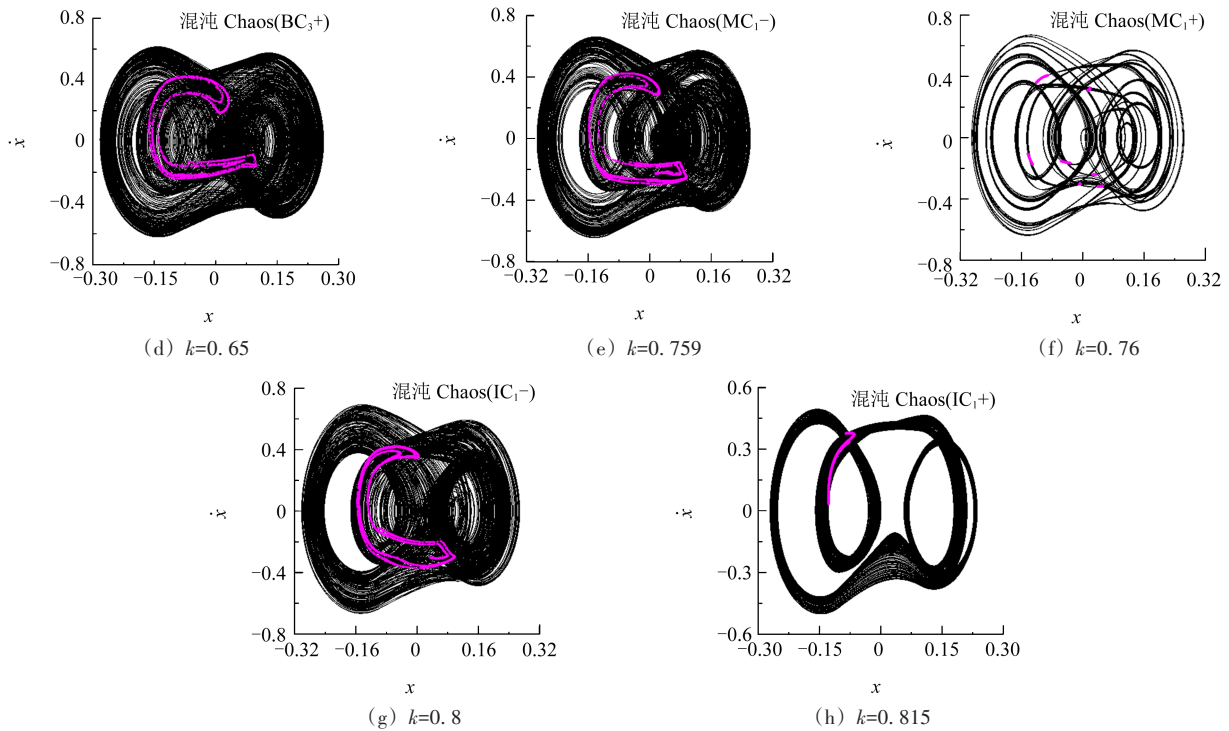 混沌 Chaos(BC₃+)
0.8
0.4
0
−0.4
−0.8
ẋ
−0.30 −0.15 0 0.15 0.30
x
(d) k=0. 65
混沌 Chaos(MC₁−)
0.8
0.4
0
−0.4
−0.8
ẋ
−0.32 −0.16 0 0.16 0.32
x
(e) k=0. 759
混沌 Chaos(MC₁+)
0.8
0.4
0
−0.4
−0.8
ẋ
−0.32 −0.16 0 0.16 0.32
x
(f) k=0. 76
混沌 Chaos(IC₁−)
0.8
0.4
0
−0.4
−0.8
ẋ
−0.32 −0.16 0 0.16 0.32
x
(g) k=0. 8
混沌 Chaos(IC₁+)
0.6
0.3
0
−0.3
−0.6
ẋ
−0.30 −0.15 0 0.15 0.30
x
(h) k=0. 815